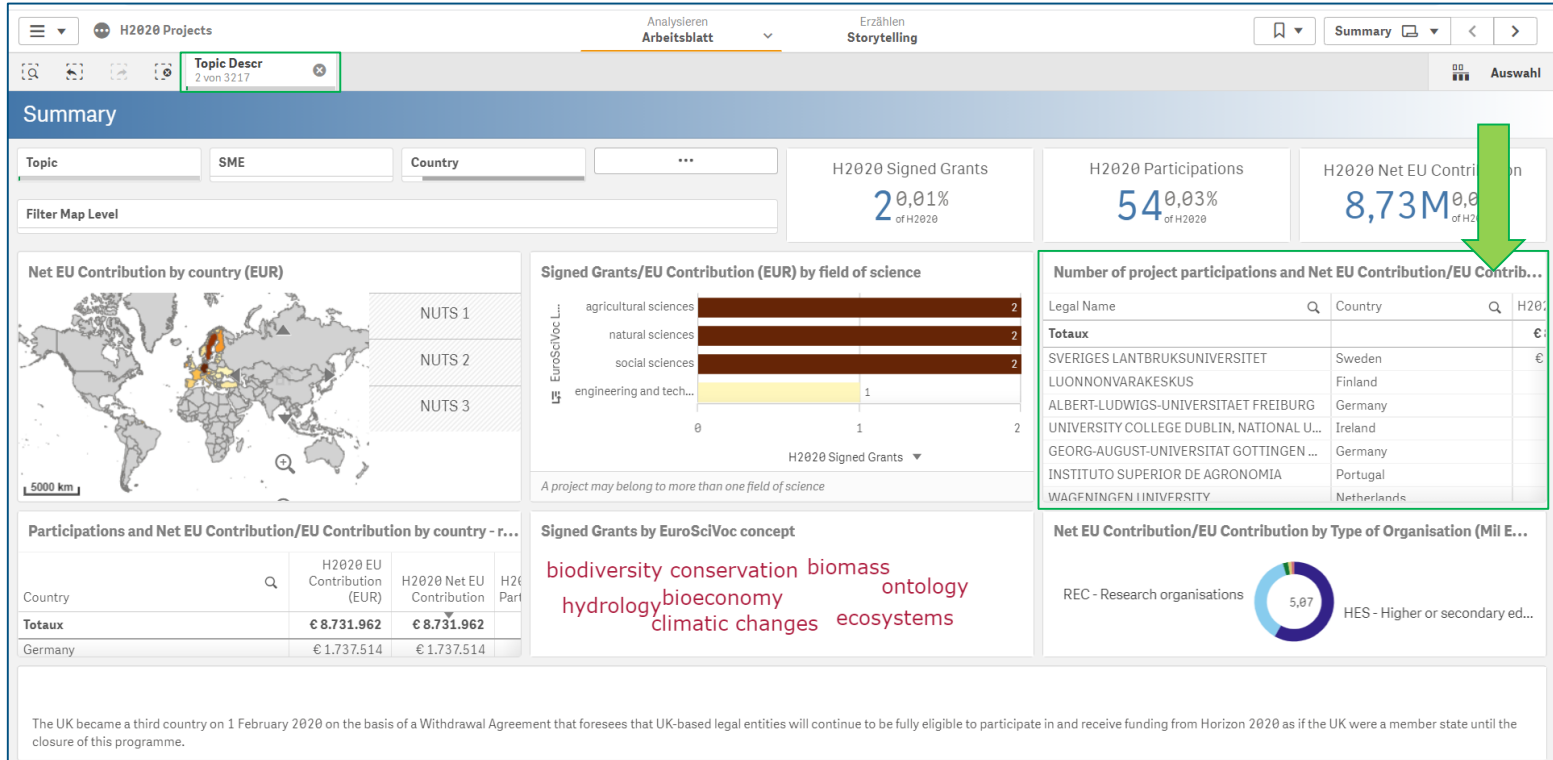 Analysieren
Erzählen
H2020 Projects
Arbeitsblatt
Storytelling
Summary
Topic Descr
2 von 3217
Auswahl
Summary
Topic
SME
Country
Filter Map Level
H2020 Signed Grants
2 0,01%
of H2020
H2020 Participations
54 0,03%
of H2020
H2020 Net EU
8,73M
Net EU Contribution by country (EUR)
NUTS 1
NUTS 2
NUTS 3
5000 km
Signed Grants/EU Contribution (EUR) by field of science
EuroSciVoc L...
agricultural sciences 2
natural sciences 2
social sciences 2
engineering and tech... 1
0 1 2
H2020 Signed Grants
A project may belong to more than one field of science
Number of project participations and Net EU Contribution/EU Contrib...
Legal Name Country
Totaux €
SVERIGES LANTBRUKSUNIVERSITET Sweden €
LUONNONVARAKESKUS Finland
ALBERT-LUDWIGS-UNIVERSITAET FREIBURG Germany
UNIVERSITY COLLEGE DUBLIN, NATIONAL U... Ireland
GEORG-AUGUST-UNIVERSITAT GOTTINGEN ... Germany
INSTITUTO SUPERIOR DE AGRONOMIA Portugal
WAGENINGEN UNIVERSITY Netherlands
Participations and Net EU Contribution/EU Contribution by country - r...
H2020 EU
Contribution H2020 Net EU
Country (EUR) Contribution
Totaux € 8.731.962 € 8.731.962
Germany € 1.737.514 € 1.737.514
Signed Grants by EuroSciVoc concept
biodiversity conservation biomass
ontology
hydrology bioeconomy
climatic changes ecosystems
Net EU Contribution/EU Contribution by Type of Organisation (Mil E...
REC - Research organisations
5,07
HES - Higher or secondary ed...
The UK became a third country on 1 February 2020 on the basis of a Withdrawal Agreement that foresees that UK-based legal entities will continue to be fully eligible to participate in and receive funding from Horizon 2020 as if the UK were a member state until the
closure of this programme.